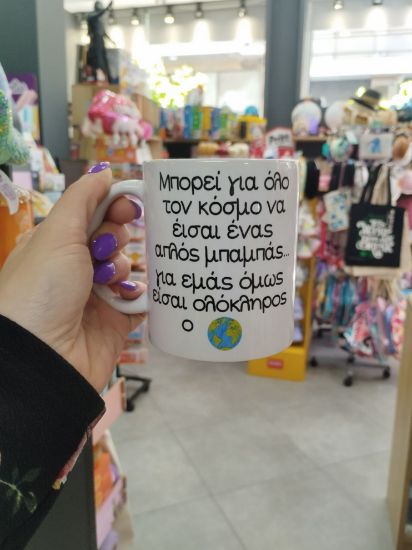 Μπορεί για όλο
τον κόσμο να
είσαι ένας
απλός μπαμπάς...
για εμάς όμως
είσαι ολόκληρος
ο